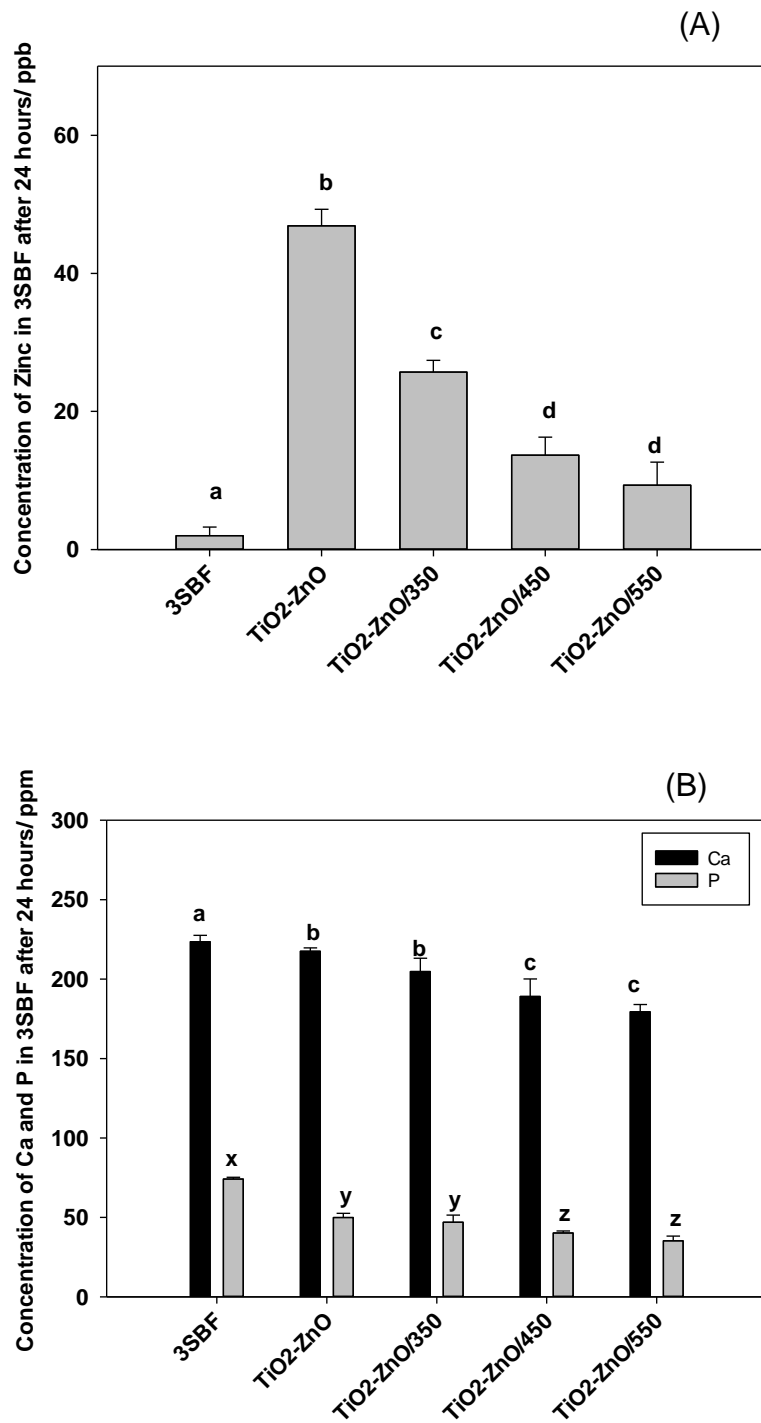 (A)
Concentration of Zinc in 3SBF after 24 hours/ ppb
60
40
20
0
a
b
c
d
d
3SBF
TiO2-ZnO
TiO2-ZnO/350
TiO2-ZnO/450
TiO2-ZnO/550
(B)
Concentration of Ca and P in 3SBF after 24 hours/ ppm
300
250
200
150
100
50
0
Ca
P
a
b
b
c
c
x
y
y
z
z
3SBF
TiO2-ZnO
TiO2-ZnO/350
TiO2-ZnO/450
TiO2-ZnO/550